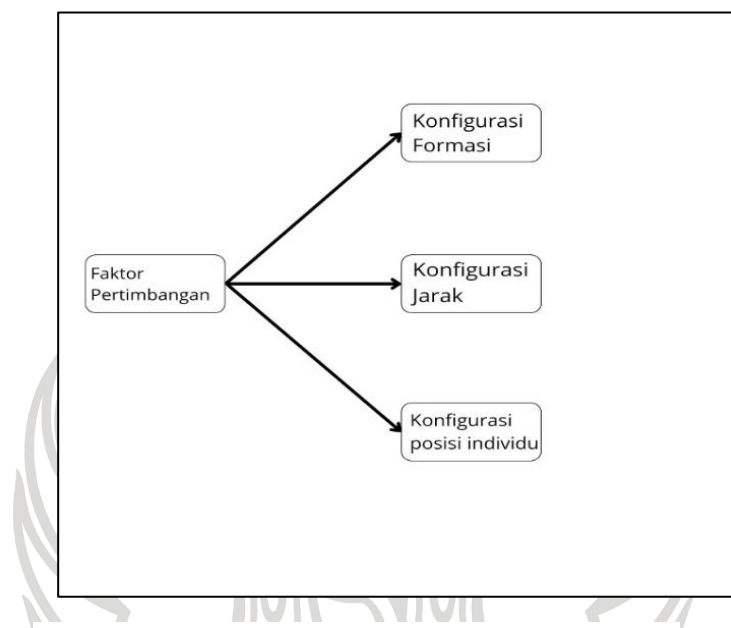 Konfigurasi
Formasi
Faktor
Pertimbangan
Konfigurasi
Jarak
Konfigurasi
posisi individu